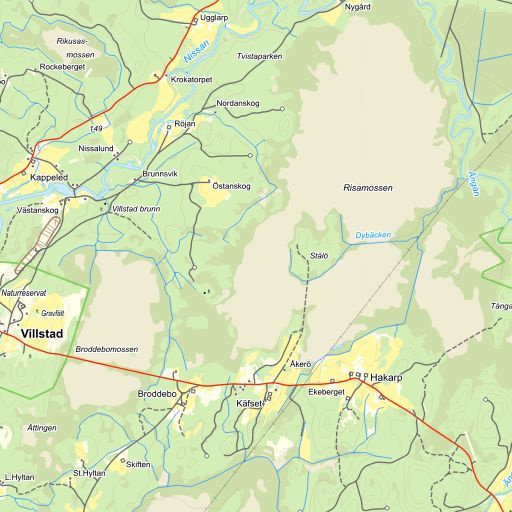 Nygård
Ugglarp
Rikusas-
mossen
Nissan
Tvistaparken
Rockeberget
Krokatorpet
Nordanskog
149
Röjan
Nissalund
Kappeled
Brunnsvik
Ängån
Östanskog
Risamossen
Västanskog
Villstad brunn
Dybäcken
Stålö
Naturreservat
Gravfält
Villstad
Broddebomossen
Åkerö
Hakarp
Broddebo
Ekeberget
Käfset
Ättingen
Skiften
L.Hyltan
St.Hyltan